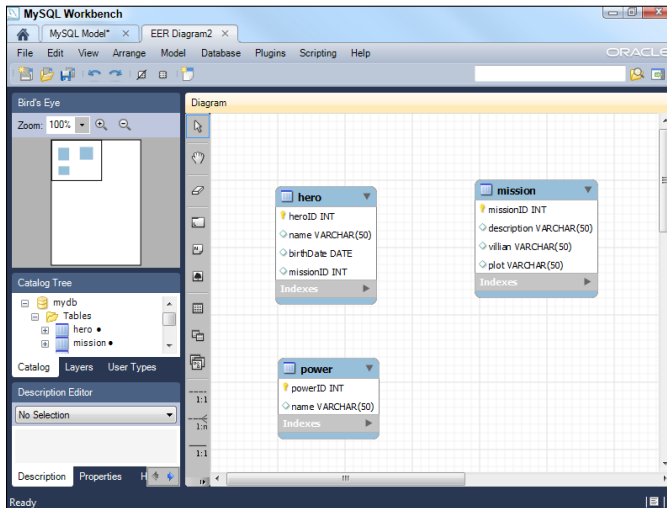 MySQL Workbench
MySQL Model* × EER Diagram2 ×
File Edit View Arrange Model Database Plugins Scripting Help
ORACLE
Bird's Eye
Zoom: 100%
Diagram
hero
heroID INT
name VARCHAR(50)
birthDate DATE
missionID INT
Indexes
mission
missionID INT
description VARCHAR(50)
villian VARCHAR(50)
plot VARCHAR(50)
Indexes
power
powerID INT
name VARCHAR(50)
Indexes
Catalog Tree
mydb
Tables
hero •
mission •
Catalog Layers User Types
Description Editor
No Selection
Description Properties H
1:1
1:n
1:1
Ready